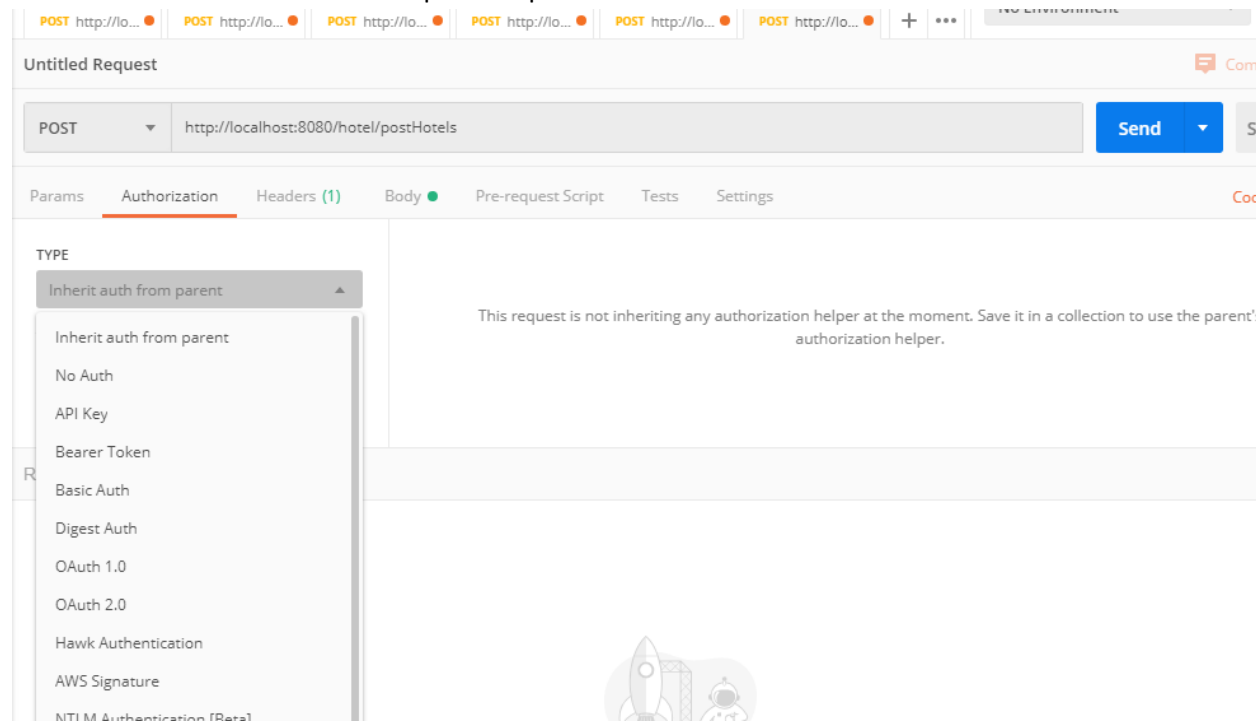 POST http://lo... POST http://lo... POST http://lo... POST http://lo... POST http://lo... POST http://lo... + •••
Untitled Request
POST http://localhost:8080/hotel/postHotels Send
Params Authorization Headers (1) Body Pre-request Script Tests Settings
TYPE
Inherit auth from parent
This request is not inheriting any authorization helper at the moment. Save it in a collection to use the parent's
authorization helper.
Inherit auth from parent
No Auth
API Key
Bearer Token
Basic Auth
Digest Auth
OAuth 1.0
OAuth 2.0
Hawk Authentication
AWS Signature
NTLM Authentication [Beta]